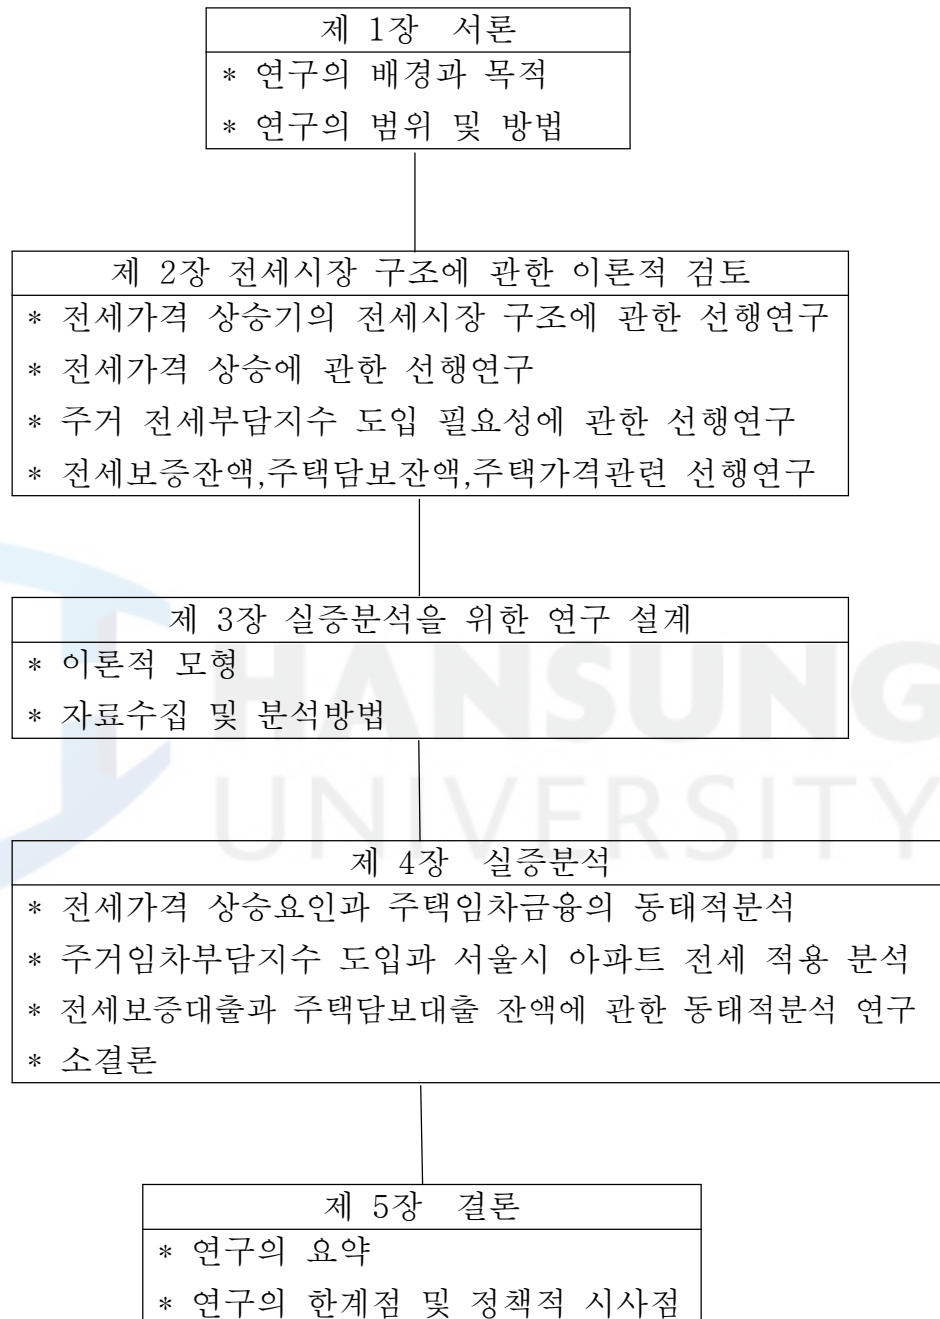 제 1장 서론
* 연구의 배경과 목적
* 연구의 범위 및 방법
제 2장 전세시장 구조에 관한 이론적 검토
* 전세가격 상승기의 전세시장 구조에 관한 선행연구
* 전세가격 상승에 관한 선행연구
* 주거 전세부담지수 도입 필요성에 관한 선행연구
* 전세보증잔액,주택담보잔액,주택가격관련 선행연구
제 3장 실증분석을 위한 연구 설계
* 이론적 모형
* 자료수집 및 분석방법
HANSUNG
UNIVERSITY
제 4장 실증분석
* 전세가격 상승요인과 주택임차금융의 동태적분석
* 주거임차부담지수 도입과 서울시 아파트 전세 적용 분석
* 전세보증대출과 주택담보대출 잔액에 관한 동태적분석 연구
* 소결론
제 5장 결론
* 연구의 요약
* 연구의 한계점 및 정책적 시사점